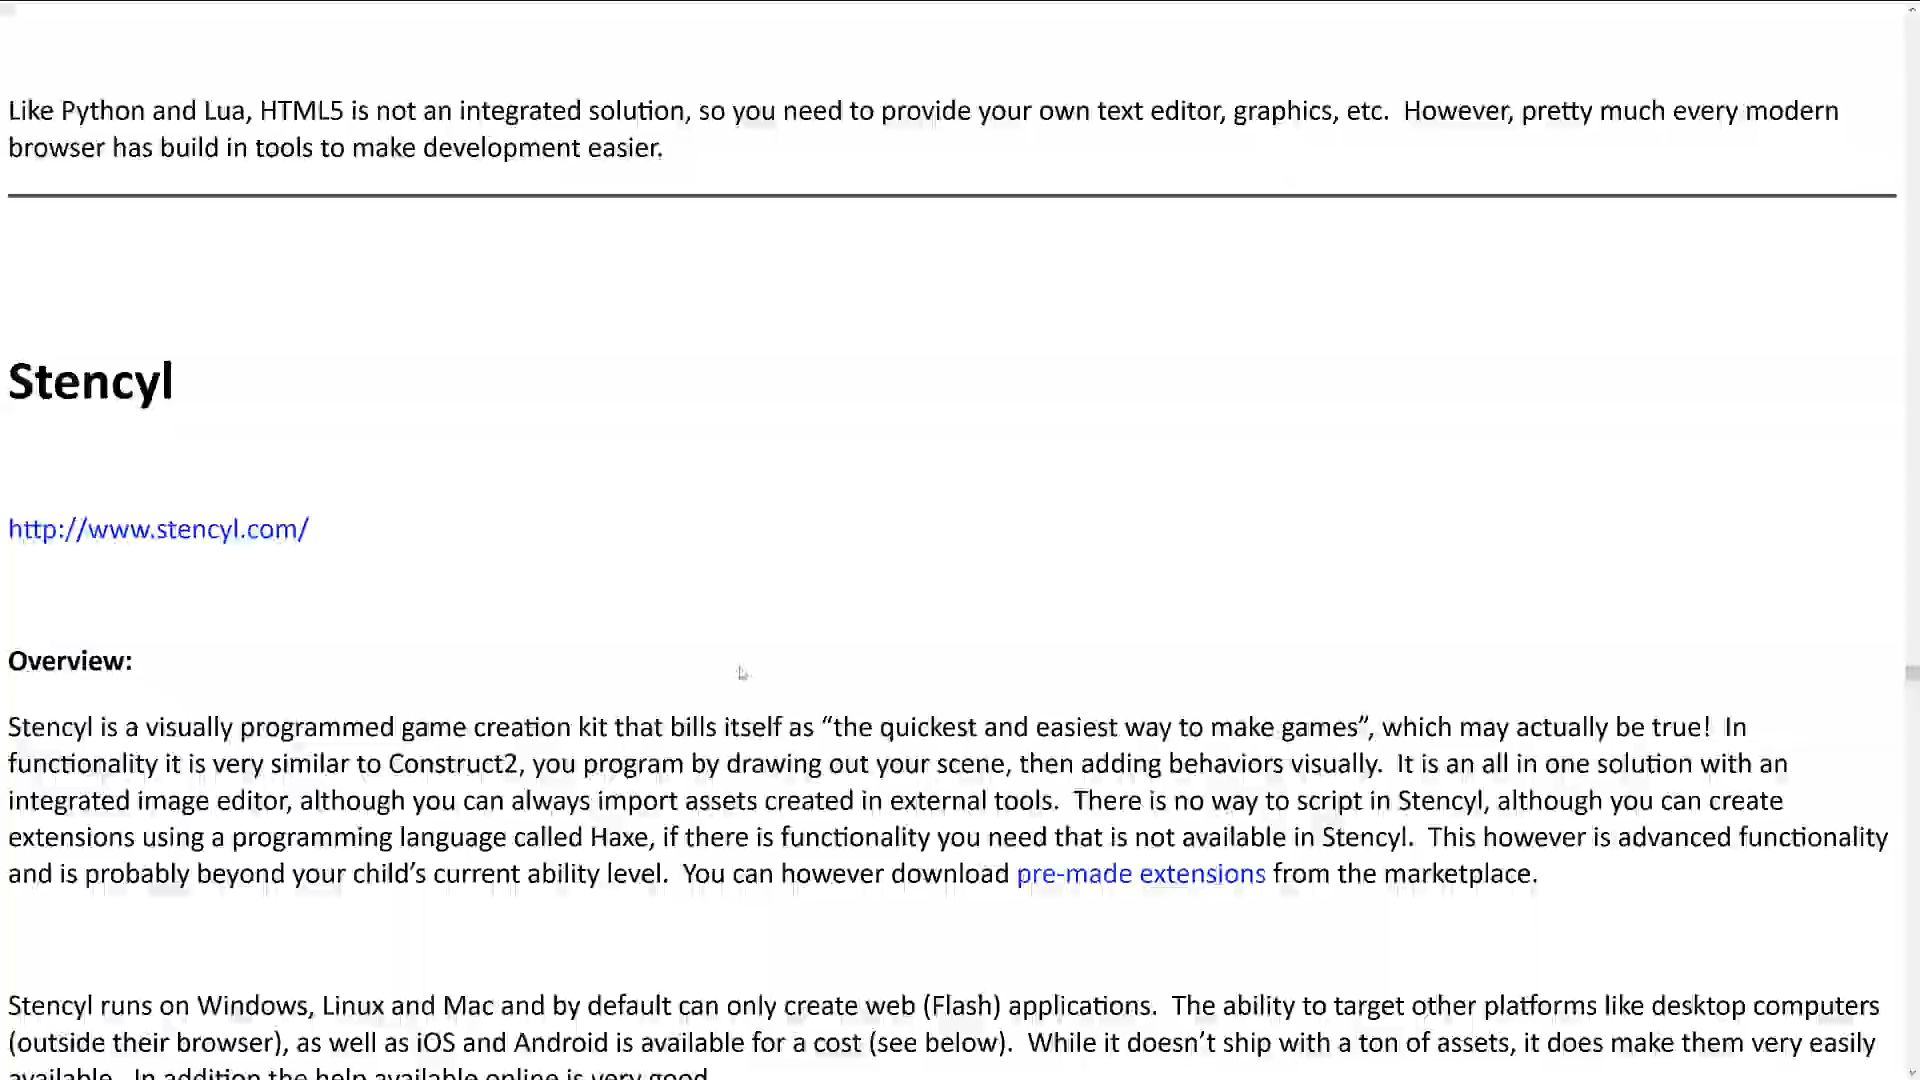 Like Python and Lua, HTML5 is not an integrated solution, so you need to provide your own text editor, graphics, etc.  However, pretty much every modern
browser has build in tools to make development easier.
Stencyl
http://www.stencyl.com/
Overview:
Stencyl is a visually programmed game creation kit that bills itself as “the quickest and easiest way to make games”, which may actually be true!  In
functionality it is very similar to Construct2, you program by drawing out your scene, then adding behaviors visually.  It is an all in one solution with an
integrated image editor, although you can always import assets created in external tools.  There is no way to script in Stencyl, although you can create
extensions using a programming language called Haxe, if there is functionality you need that is not available in Stencyl.  This however is advanced functionality
and is probably beyond your child’s current ability level.  You can however download pre-made extensions from the marketplace.
Stencyl runs on Windows, Linux and Mac and by default can only create web (Flash) applications.  The ability to target other platforms like desktop computers
(outside their browser), as well as iOS and Android is available for a cost (see below).  While it doesn’t ship with a ton of assets, it does make them very easily
available.  In addition the help available online is very good.